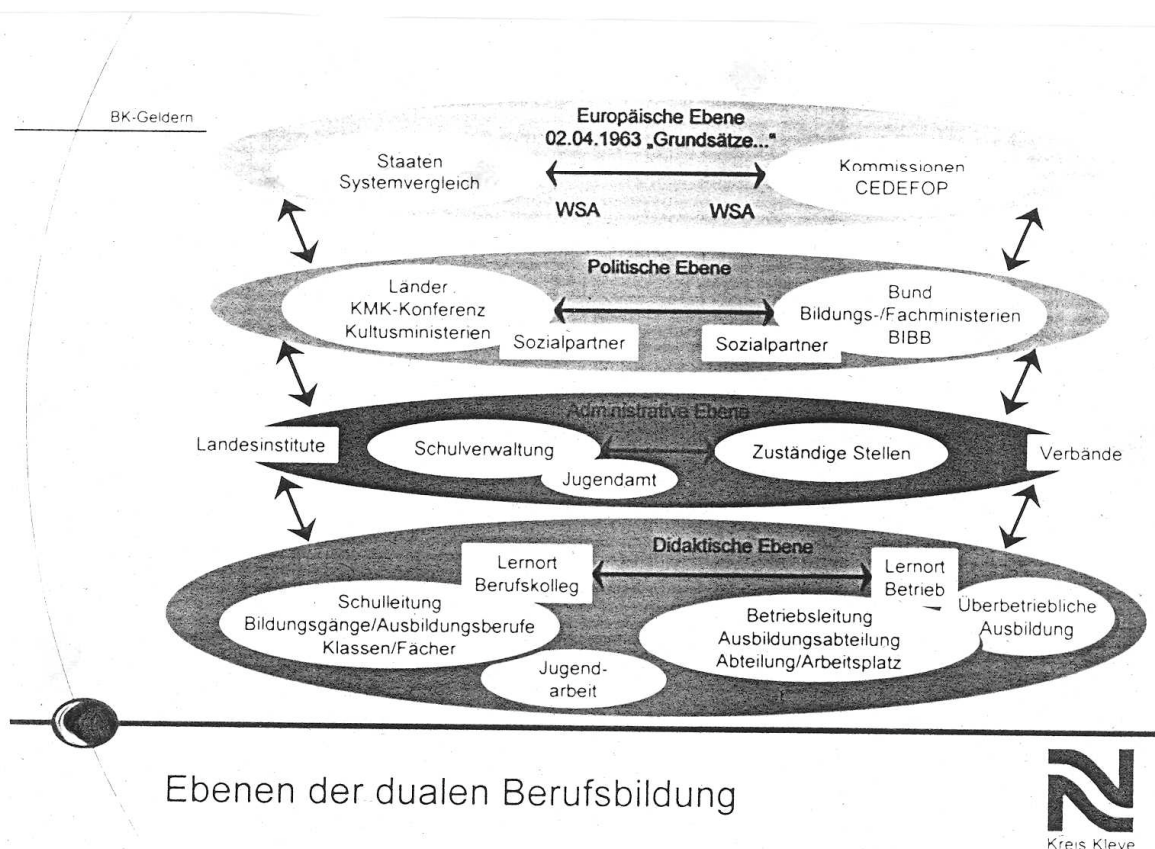 BK-Geldern
Europäische Ebene
02.04.1963 „Grundsätze..."
Staaten
Systemvergleich
Kommissionen
CEDEFOP
WSA
WSA
Politische Ebene
Länder
KMK-Konferenz
Kultusministerien
Bund
Bildungs-/Fachministerien
BIBB
Sozialpartner
Sozialpartner
Administrative Ebene
Landesinstitute
Schulverwaltung
Zuständige Stellen
Verbände
Jugendamt
Didaktische Ebene
Lernort
Berufskolleg
Lernort
Betrieb
Schulleitung
Bildungsgänge/Ausbildungsberufe
Klassen/Fächer
Betriebsleitung
Ausbildungsabteilung
Abteilung/Arbeitsplatz
Überbetriebliche
Ausbildung
Jugend-
arbeit
Ebenen der dualen Berufsbildung
Kreis Kleve